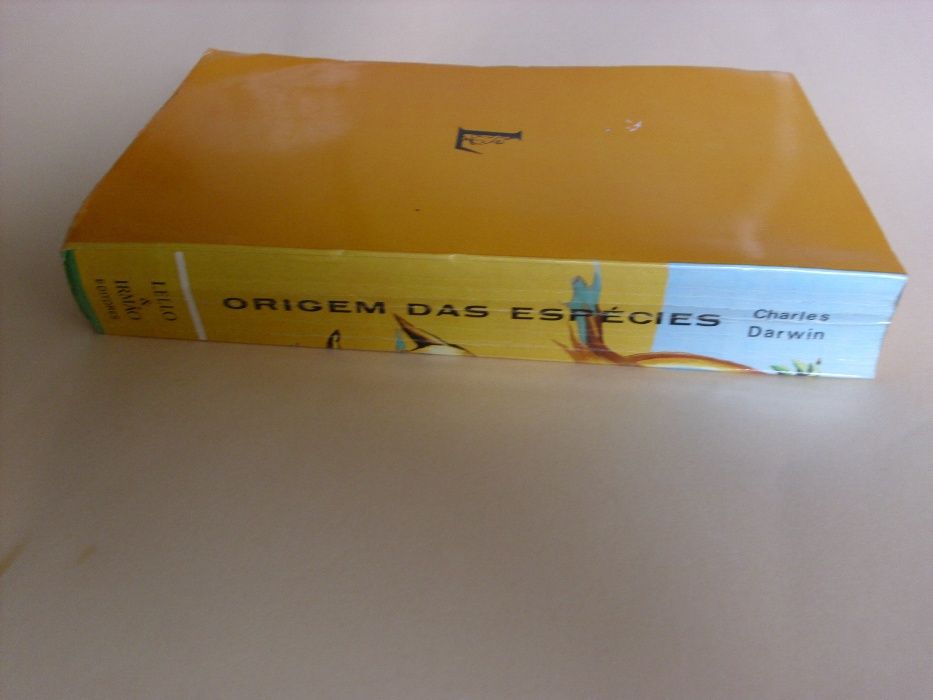 L
ORIGEM DAS ESPÉCIES
Charles
Darwin
LELLO
&
IRMÃO
EDITORES